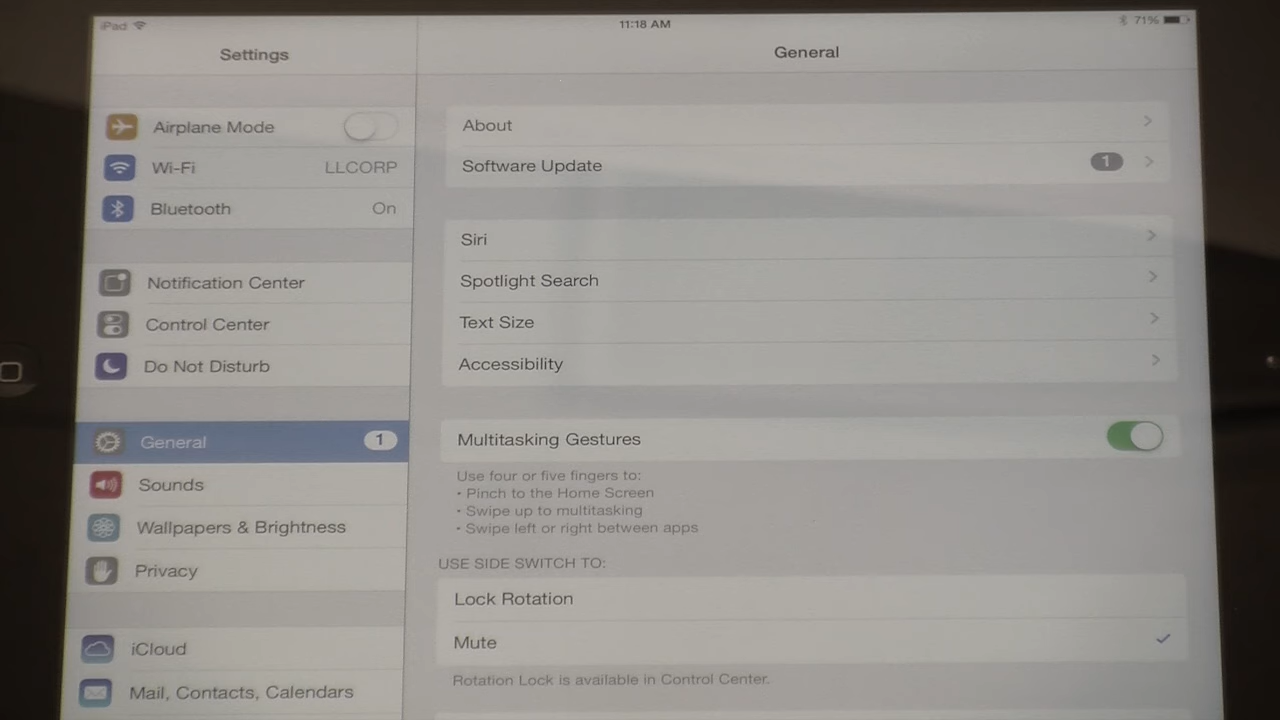 iPad 11:18 AM 71%
Settings
General
Airplane Mode
Wi-Fi LLCORP
Bluetooth On
Notification Center
Control Center
Do Not Disturb
General 1
Sounds
Wallpapers & Brightness
Privacy
iCloud
Mail, Contacts, Calendars
About
Software Update 1
Siri
Spotlight Search
Text Size
Accessibility
Multitasking Gestures
Use four or five fingers to:
• Pinch to the Home Screen
• Swipe up to multitasking
• Swipe left or right between apps
USE SIDE SWITCH TO:
Lock Rotation
Mute
Rotation Lock is available in Control Center.